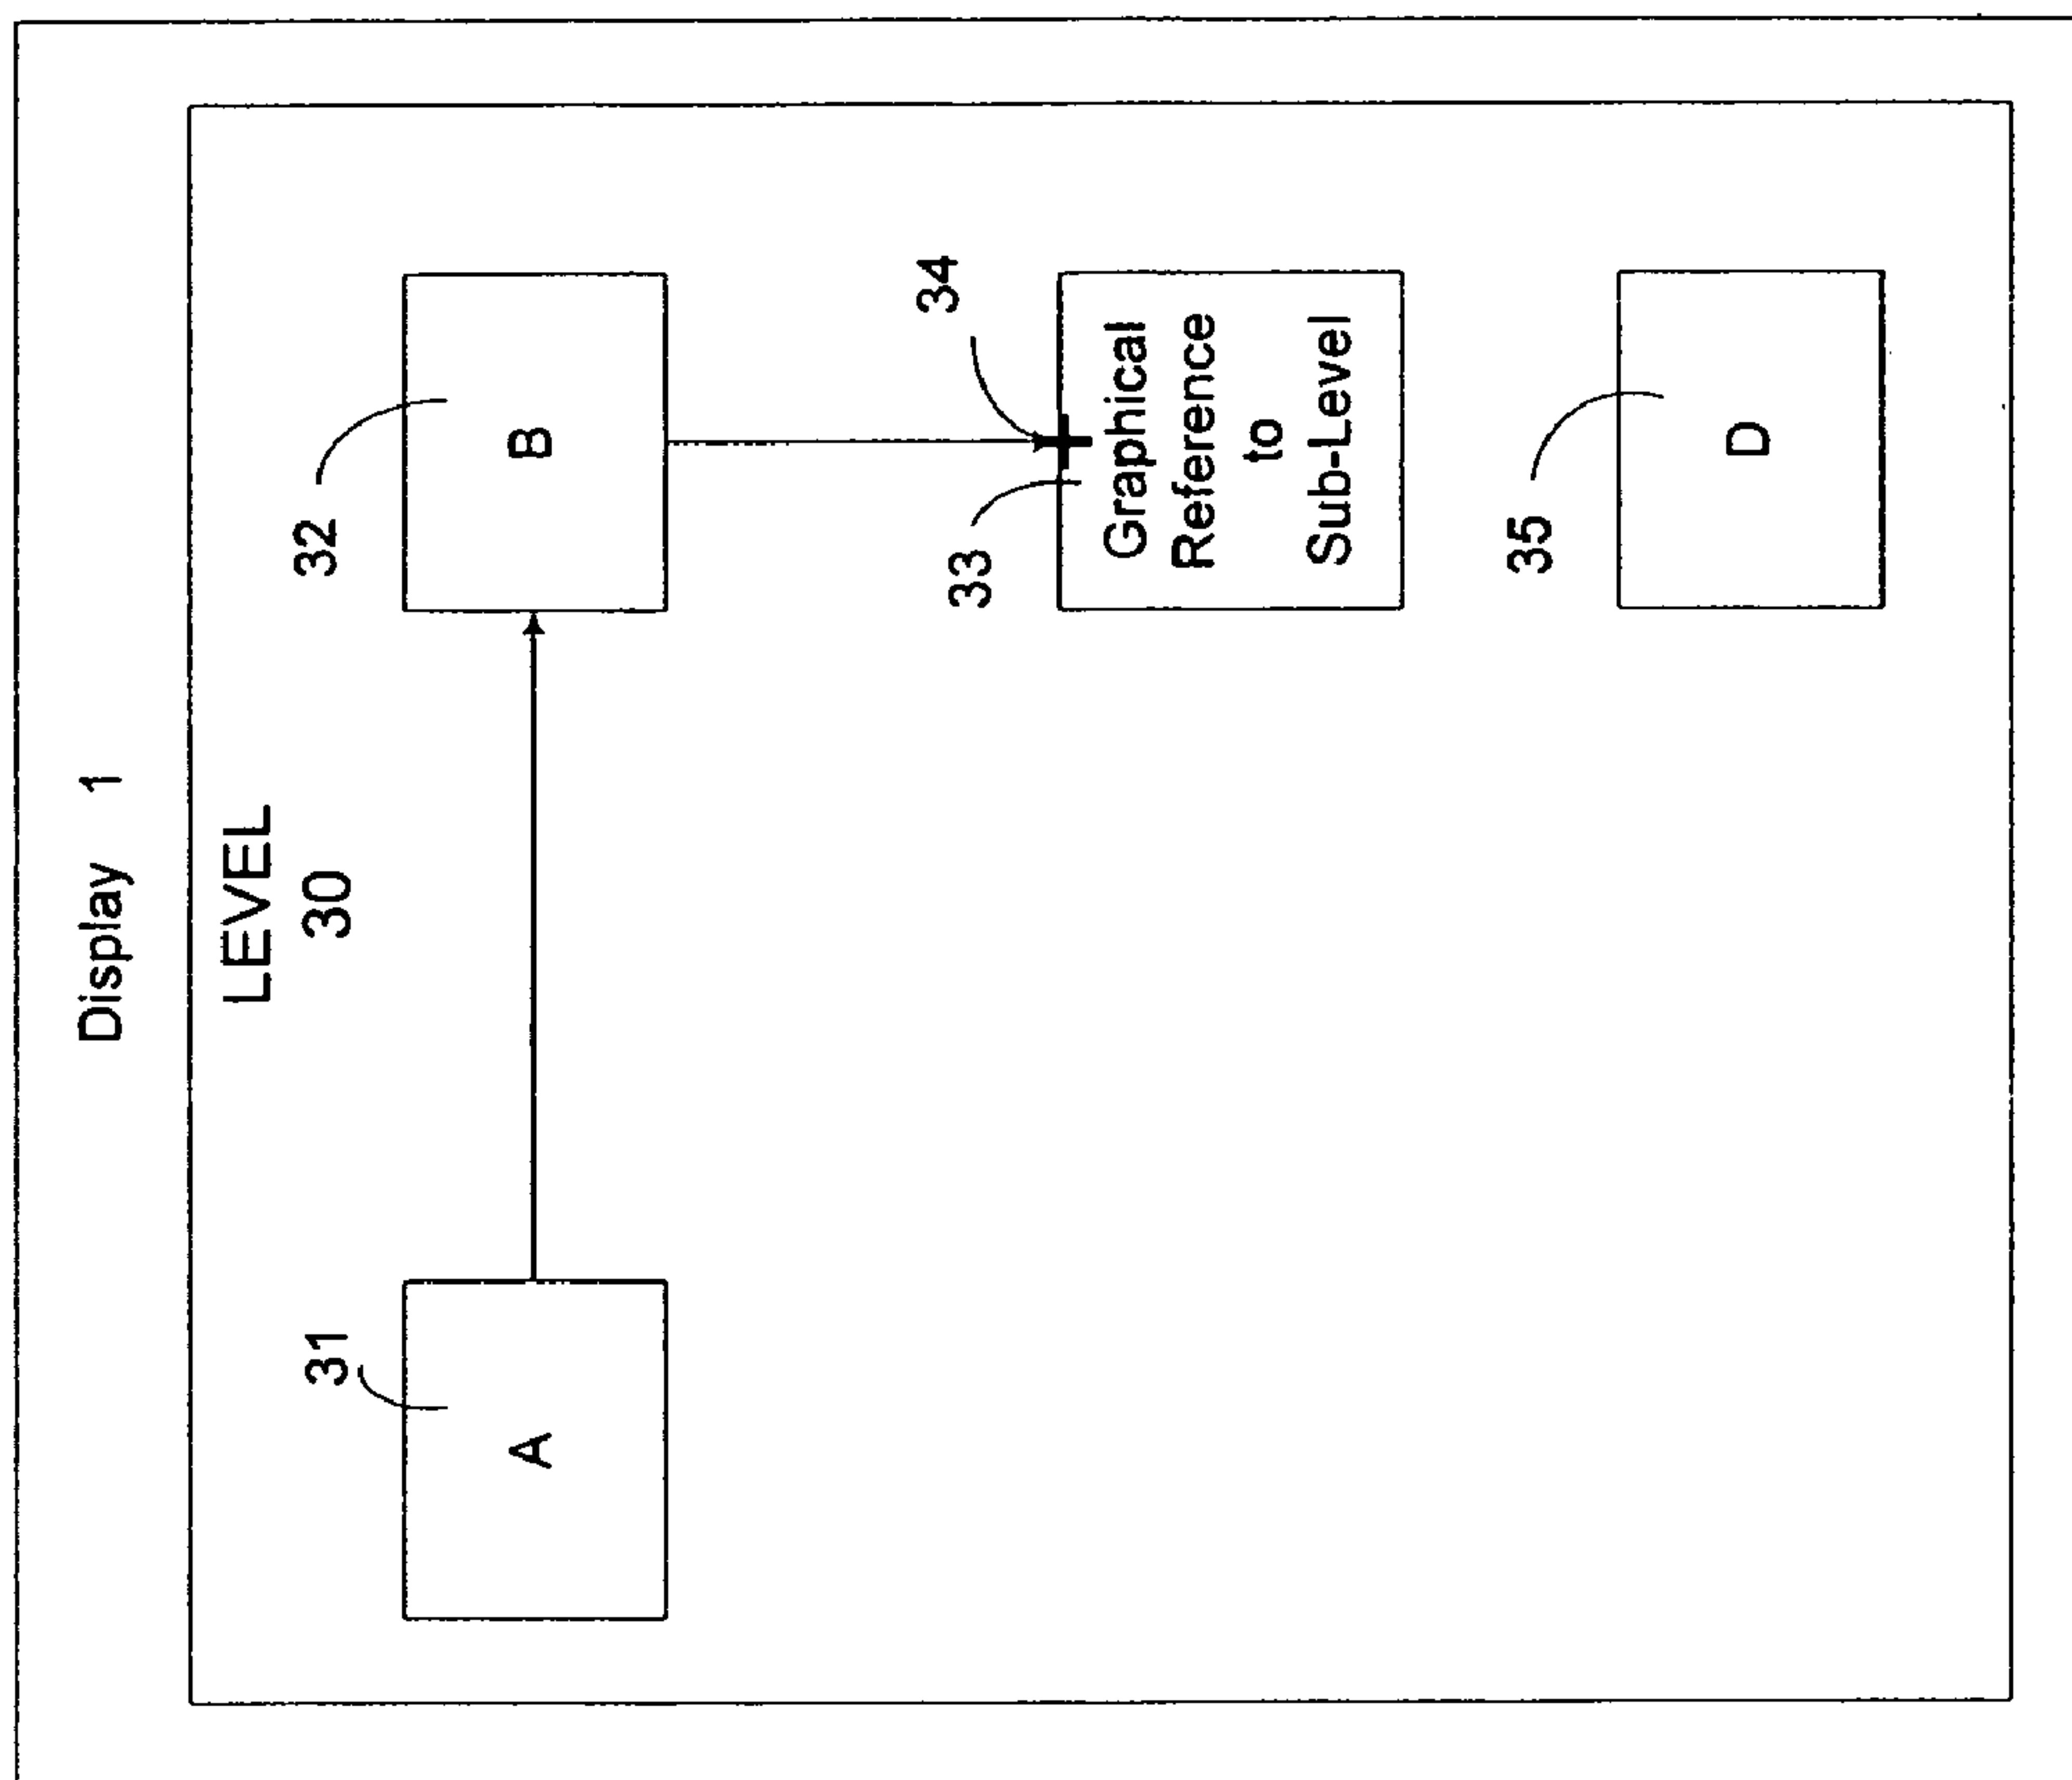 Display 1
LEVEL
30
31
32
A
B
33
34
Graphical
Reference
to
Sub-Level
35
D